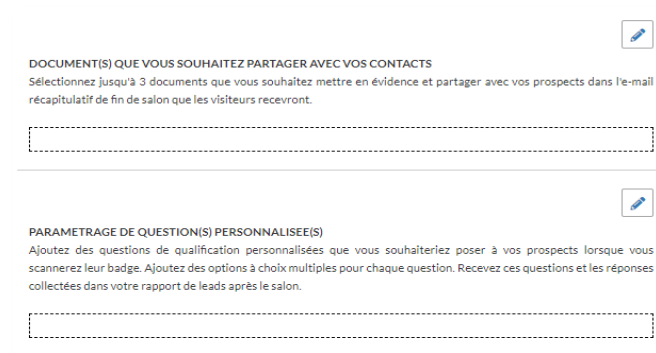 DOCUMENT(S) QUE VOUS SOUHAITEZ PARTAGER AVEC VOS CONTACTS
Sélectionnez jusqu'à 3 documents que vous souhaitez mettre en évidence et partager avec vos prospects dans l'e-mail
récapitulatif de fin de salon que les visiteurs recevront.
PARAMETRAGE DE QUESTION(S) PERSONNALISEE(S)
Ajoutez des questions de qualification personnalisées que vous souhaiteriez poser à vos prospects lorsque vous
scannerez leur badge. Ajoutez des options à choix multiples pour chaque question. Recevez ces questions et les réponses
collectées dans votre rapport de leads après le salon.